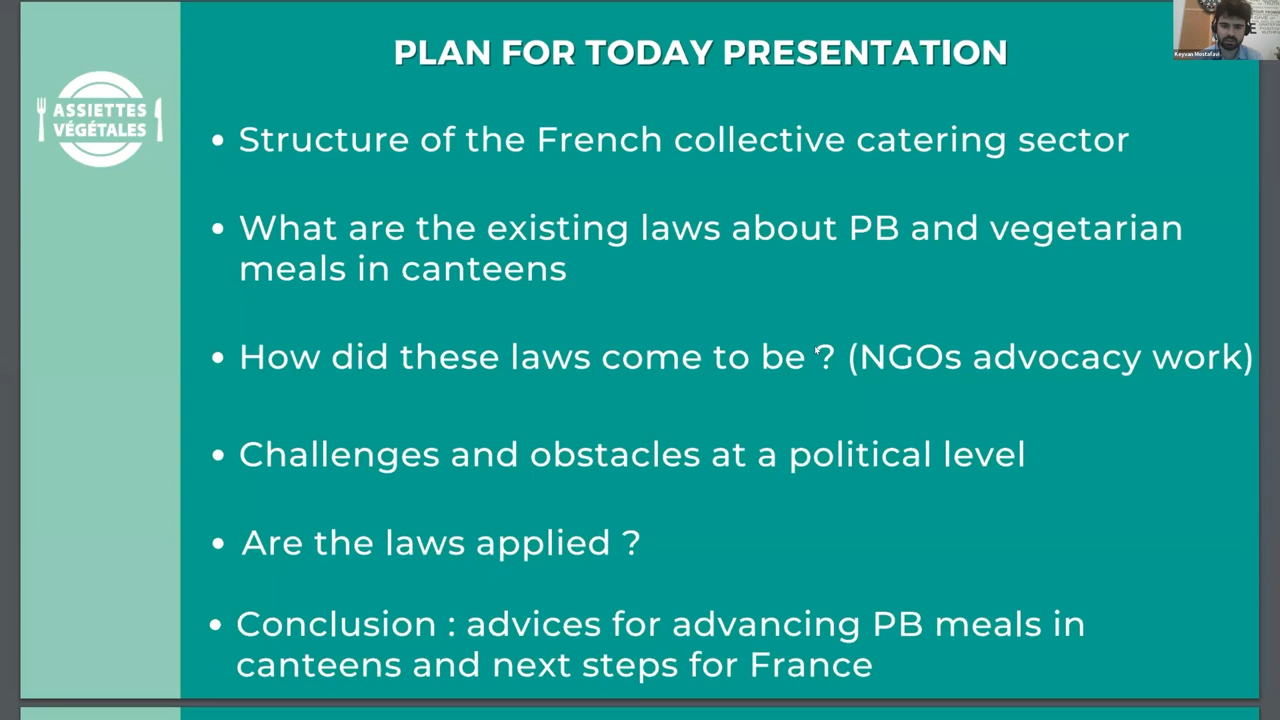 PLAN FOR TODAY PRESENTATION
Keyvan Mostafavi
ASSIETTES
VÉGÉTALES
• Structure of the French collective catering sector
• What are the existing laws about PB and vegetarian
meals in canteens
• How did these laws come to be ? (NGOs advocacy work)
• Challenges and obstacles at a political level
• Are the laws applied ?
• Conclusion : advices for advancing PB meals in
canteens and next steps for France